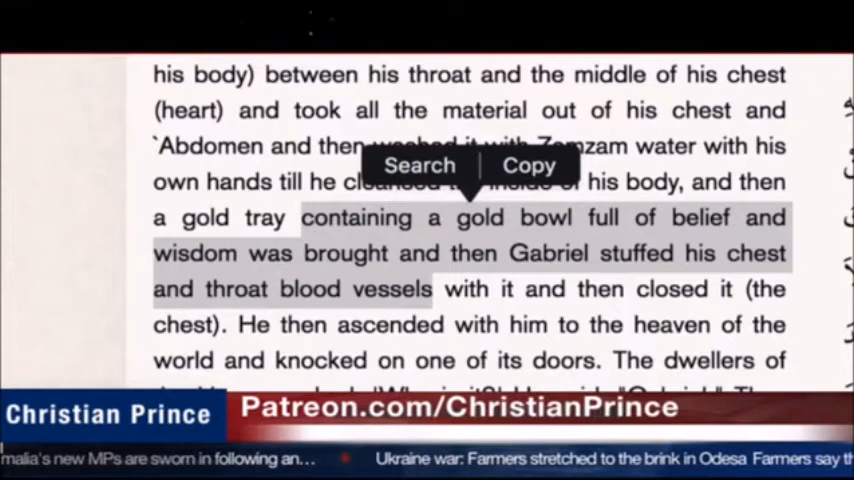 his body) between his throat and the middle of his chest
(heart) and took all the material out of his chest and
`Abdomen and then washed it with Zamzam water with his
Search
Copy
own hands till he cleansed the inside of his body, and then
a gold tray containing a gold bowl full of belief and
wisdom was brought and then Gabriel stuffed his chest
and throat blood vessels with it and then closed it (the
chest). He then ascended with him to the heaven of the
world and knocked on one of its doors. The dwellers of
Christian Prince
Patreon.com/ChristianPrince
malia's new MPs are sworn in following an...
Ukraine war: Farmers stretched to the brink in Odesa Farmers say th